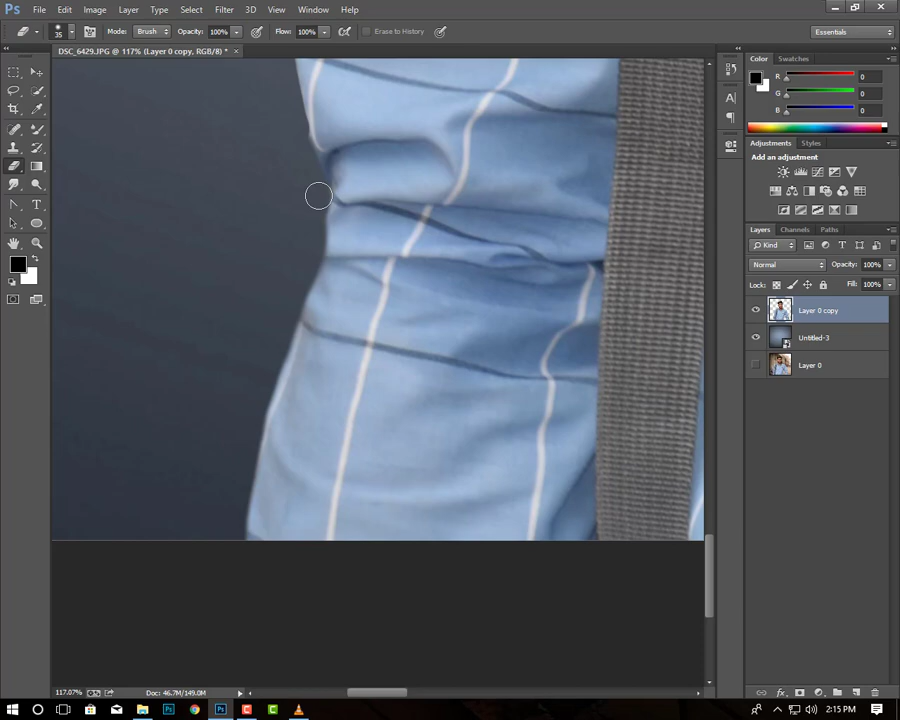 Ps File Edit Image Layer Type Select Filter 3D View Window Help
35 Mode: Brush Opacity: 100% Flow: 100% Erase to History Essentials
DSC_6429.JPG @ 117% (Layer 0 copy, RGB/8) * ×
Color Swatches
R 0
G 0
B 0
Adjustments Styles
Add an adjustment
Layers Channels Paths
Kind
Normal Opacity: 100%
Lock: Fill: 100%
Layer 0 copy
Untitled-3
Layer 0
117.07% Doc: 46.7M/149.0M
2:15 PM